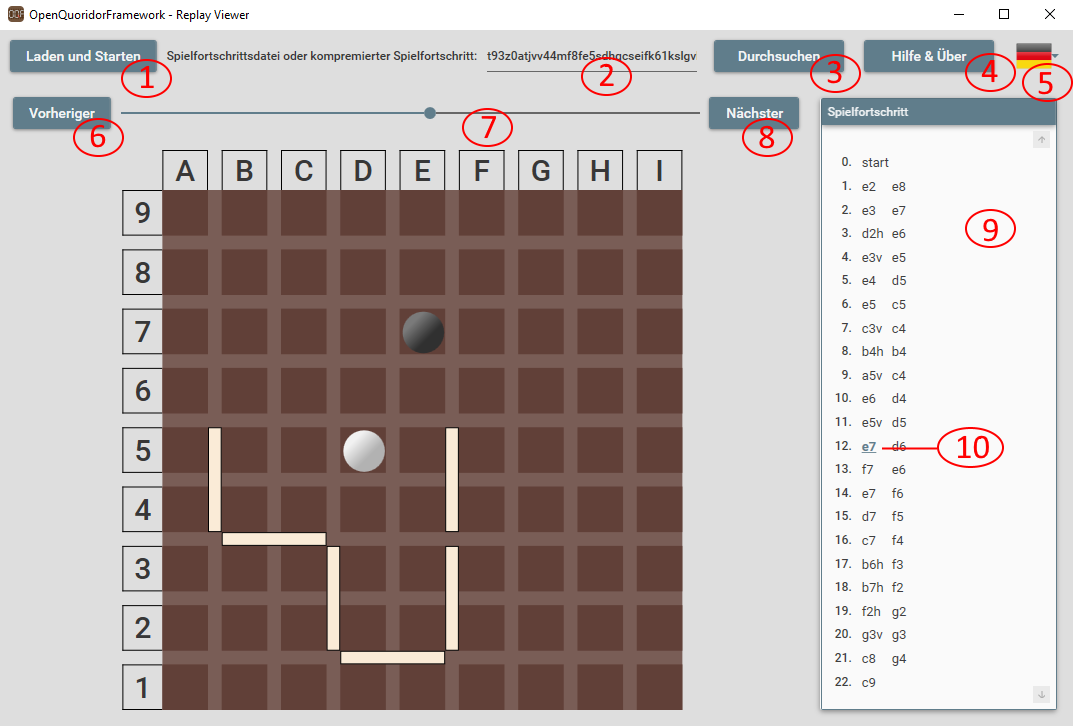 OpenQuoridorFramework - Replay Viewer
Laden und Starten Spielfortschrittsdatei oder komprimierter Spielfortschritt: Durchsuchen Hilfe & Über
1 2 3 4 5
Vorheriger Nächster
6 7 8
Spielfortschritt
A B C D E F G H I
9
8
7
6
5
4
3
2
1
0. start
1. e2 e8
2. e3 e7
3. d2h e6
4. e3v e5
5. e4 d5
6. e5 c5
7. c3v c4
8. b4h b4
9. a5v c4
10. e6 d4
11. e5v d5
12. e7 d6
13. f7 e6
14. e7 f6
15. d7 f5
16. c7 f4
17. b6h f3
18. b7h f2
19. f2h g2
20. g3v g3
21. c8 g4
22. c9
9
10